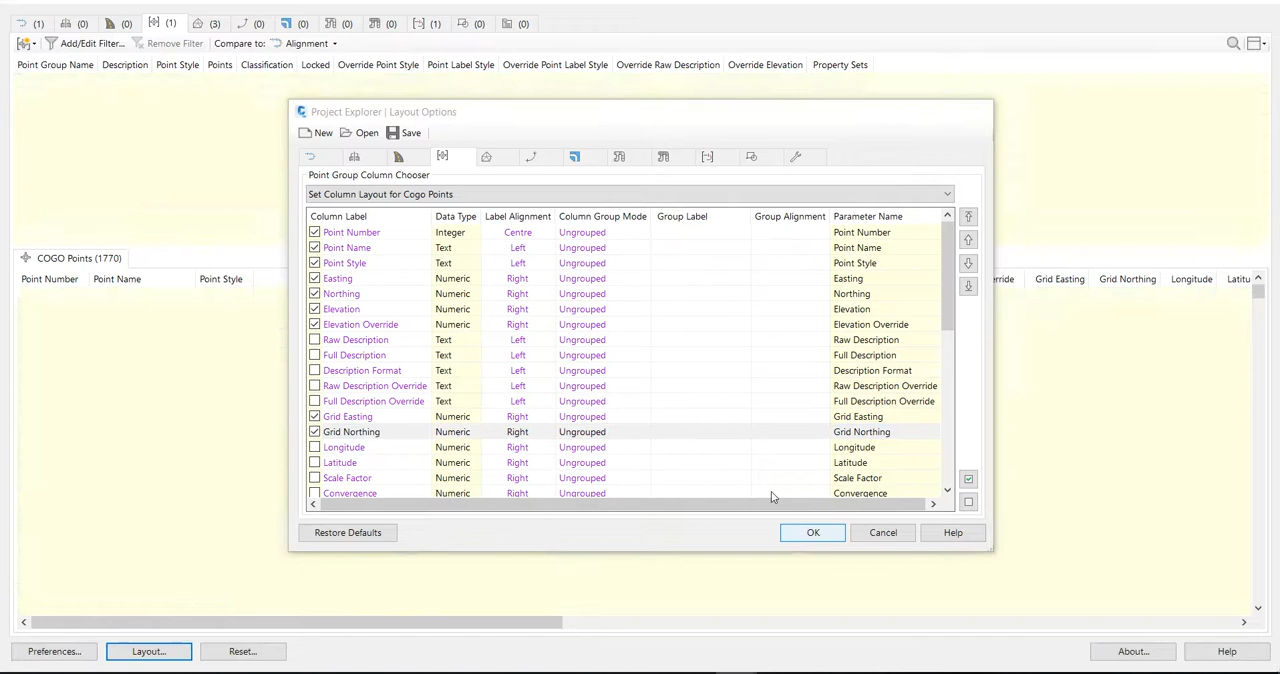 (1) (0) (0) (1) (3) (0) (0) (0) (0) (1) (0) (0)
Add/Edit Filter... Remove Filter Compare to: Alignment
Point Group Name Description Point Style Points Classification Locked Override Point Style Point Label Style Override Point Label Style Override Raw Description Override Elevation Property Sets
Project Explorer | Layout Options
New Open Save
Point Group Column Chooser
Set Column Layout for Cogo Points
Column Label Data Type Label Alignment Column Group Mode Group Label Group Alignment Parameter Name
Point Number Integer Centre Ungrouped Point Number
Point Name Text Left Ungrouped Point Name
Point Style Text Left Ungrouped Point Style
Easting Numeric Right Ungrouped Easting
Northing Numeric Right Ungrouped Northing
Elevation Numeric Right Ungrouped Elevation
Elevation Override Numeric Right Ungrouped Elevation Override
Raw Description Text Left Ungrouped Raw Description
Full Description Text Left Ungrouped Full Description
Description Format Text Left Ungrouped Description Format
Raw Description Override Text Left Ungrouped Raw Description Override
Full Description Override Text Left Ungrouped Full Description Override
Grid Easting Numeric Right Ungrouped Grid Easting
Grid Northing Numeric Right Ungrouped Grid Northing
Longitude Numeric Right Ungrouped Longitude
Latitude Numeric Right Ungrouped Latitude
Scale Factor Numeric Right Ungrouped Scale Factor
Convergence Numeric Right Ungrouped Convergence
Restore Defaults OK Cancel Help
COGO Points (1770)
Point Number Point Name Point Style rride Grid Easting Grid Northing Longitude Latitu
Preferences... Layout... Reset... About... Help